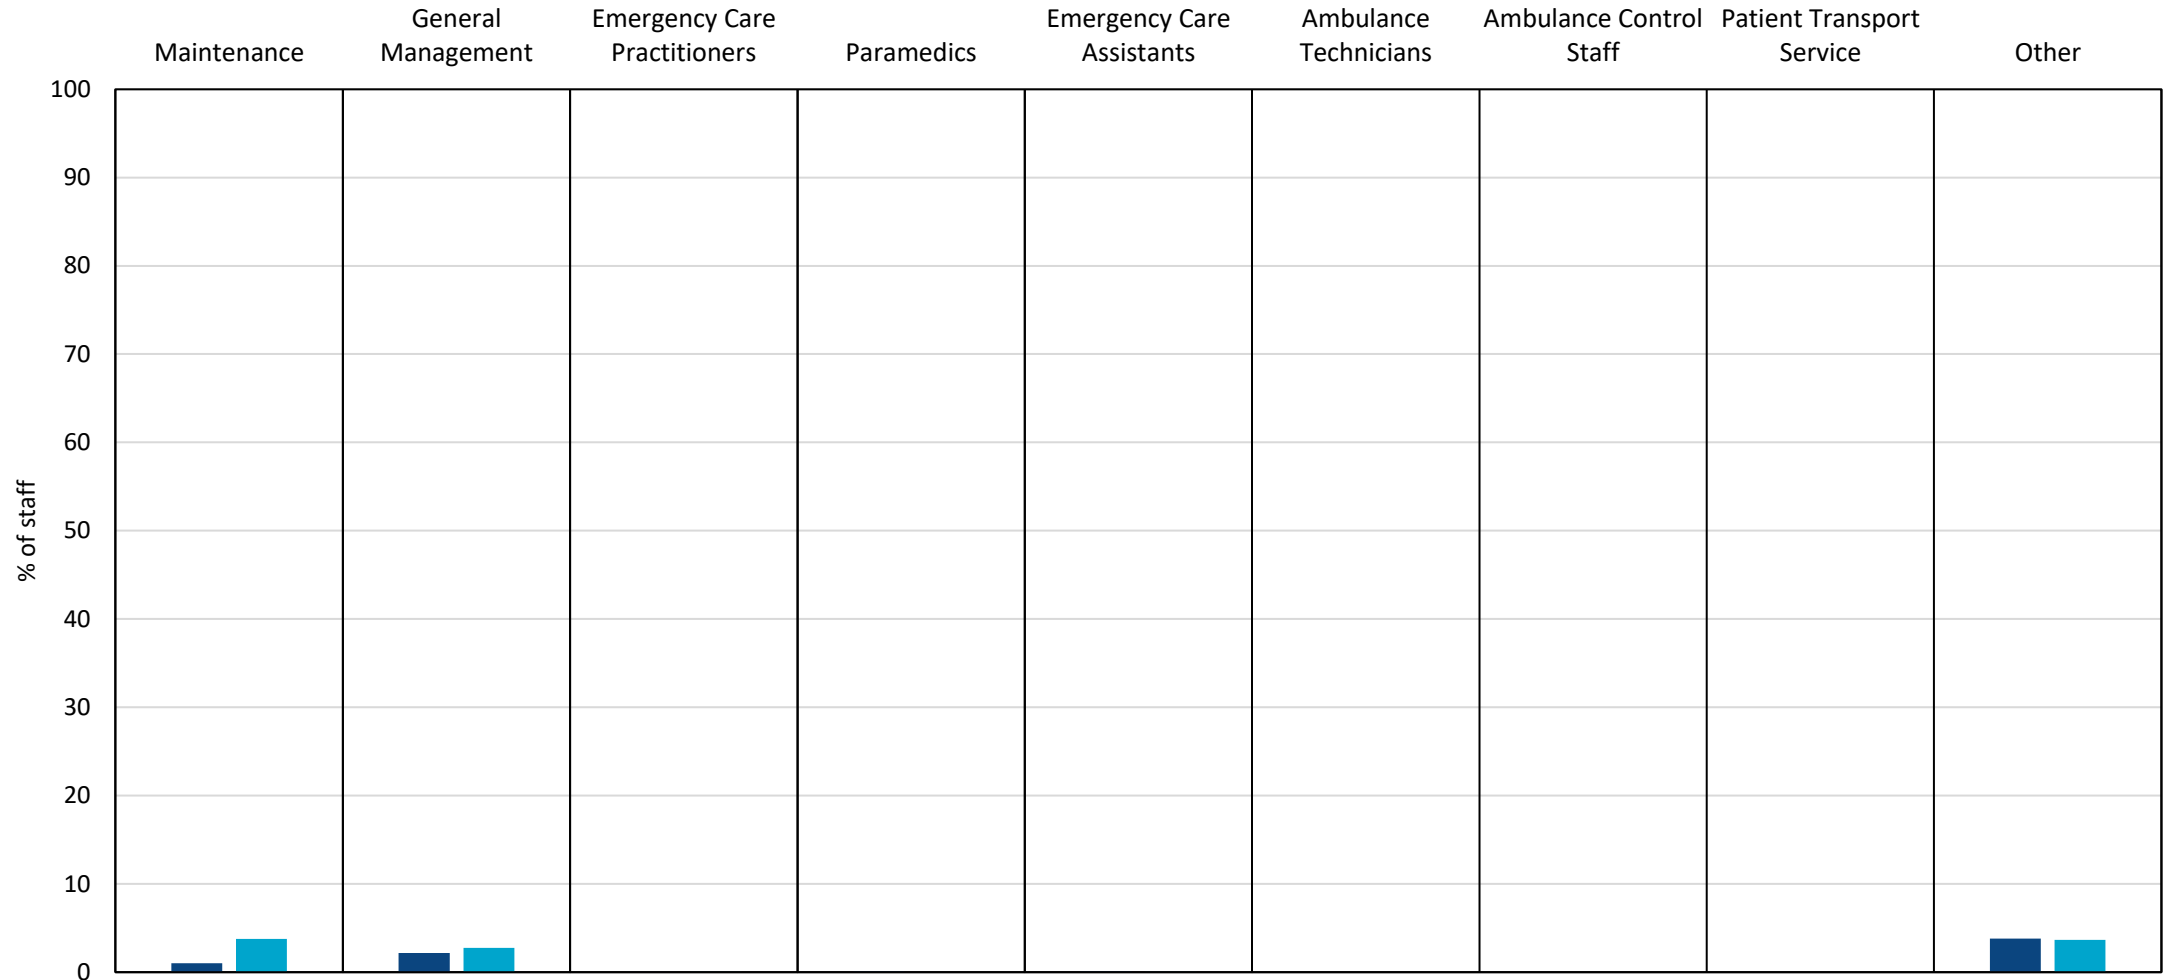 Maintenance
General
Management
Emergency Care
Practitioners
Paramedics
Emergency Care
Assistants
Ambulance
Technicians
Ambulance Control
Staff
Patient Transport
Service
Other
% of staff
100
90
80
70
60
50
40
30
20
10
0